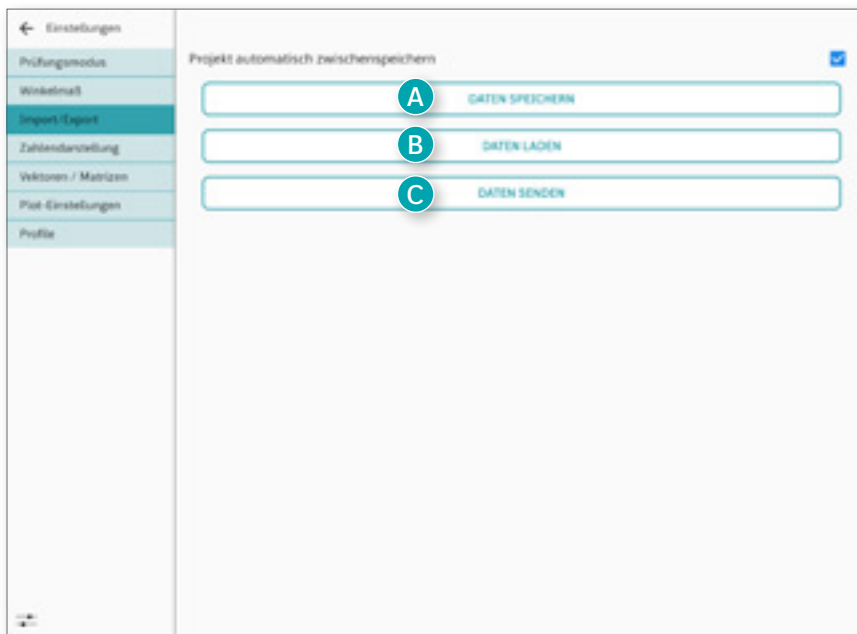 Einstellungen
Prüfungsmodus
Winkelmaß
Import/Export
Zahlendarstellung
Vektoren / Matrizen
Plot-Einstellungen
Profile
Projekt automatisch zwischenspeichern
A DATEN SPEICHERN
B DATEN LADEN
C DATEN SENDEN